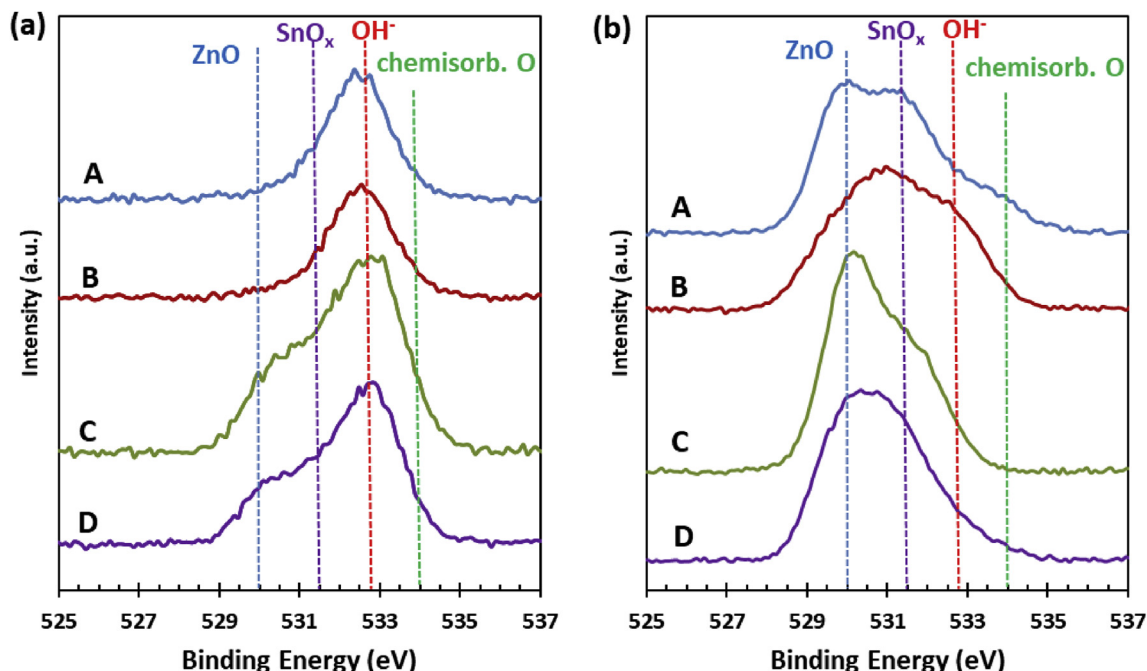 (a)
ZnO
SnOx
OH-
chemisorb. O
A
B
C
D
Intensity (a.u.)
525 527 529 531 533 535 537
Binding Energy (eV)
(b)
ZnO
SnOx
OH-
chemisorb. O
A
B
C
D
Intensity (a.u.)
525 527 529 531 533 535 537
Binding Energy (eV)